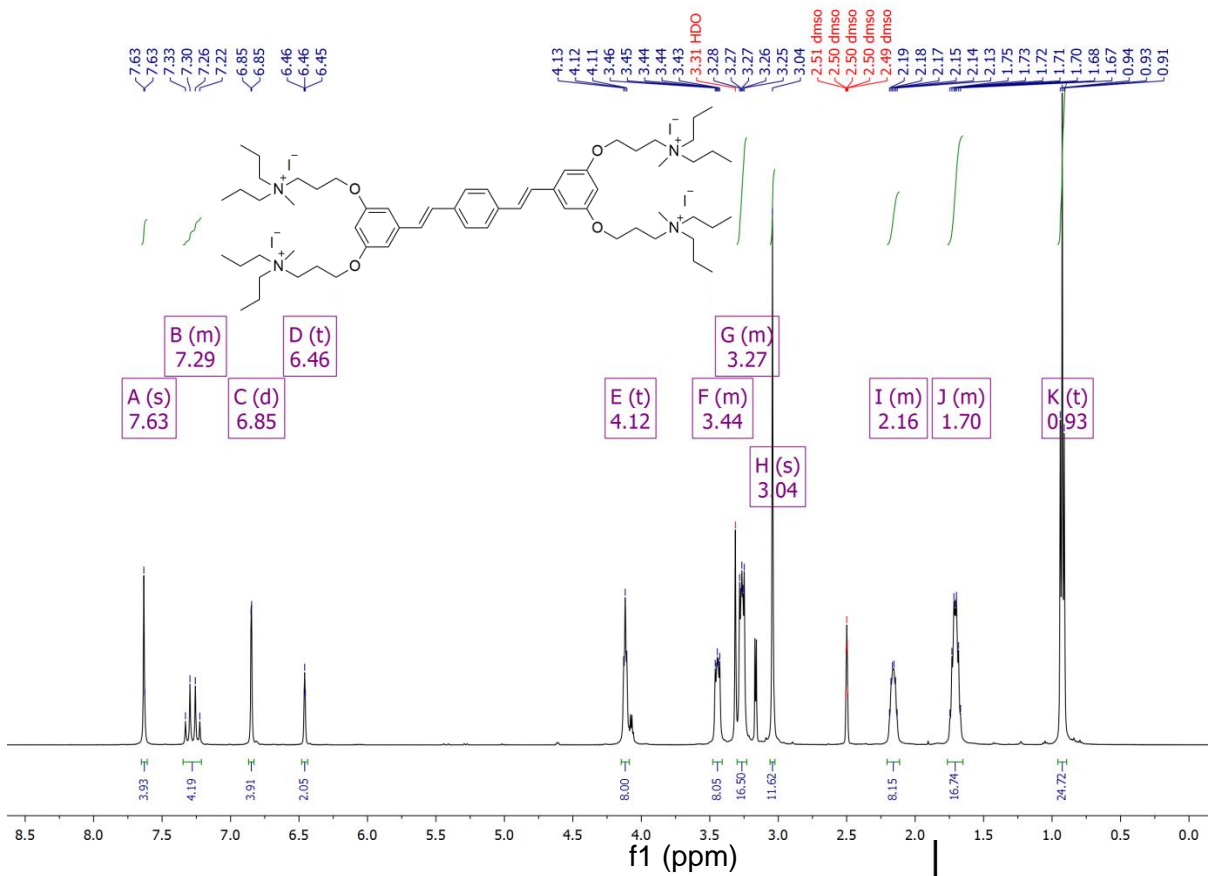 7.63
7.63
7.33
7.30
7.26
7.22
6.85
6.85
6.46
6.46
6.45
4.13
4.12
4.11
3.46
3.45
3.44
3.44
3.43
3.31 HDO
3.28
3.27
3.27
3.26
3.25
3.04
2.51 dmso
2.50 dmso
2.50 dmso
2.50 dmso
2.49 dmso
2.19
2.18
2.17
2.15
2.14
2.13
1.75
1.73
1.72
1.71
1.70
1.68
1.67
0.94
0.93
0.91
I⁻
I⁻
N⁺
O
O
N⁺
I⁻
I⁻
N⁺
O
O
N⁺
B (m)
7.29
D (t)
6.46
G (m)
3.27
A (s)
7.63
C (d)
6.85
E (t)
4.12
F (m)
3.44
I (m)
2.16
J (m)
1.70
K (t)
0.93
H (s)
3.04
3.93
4.19
3.91
2.05
8.00
8.05
16.50
11.62
8.15
16.74
24.72
8.5 8.0 7.5 7.0 6.5 6.0 5.5 5.0 4.5 4.0 3.5 3.0 2.5 2.0 1.5 1.0 0.5 0.0
f1 (ppm)